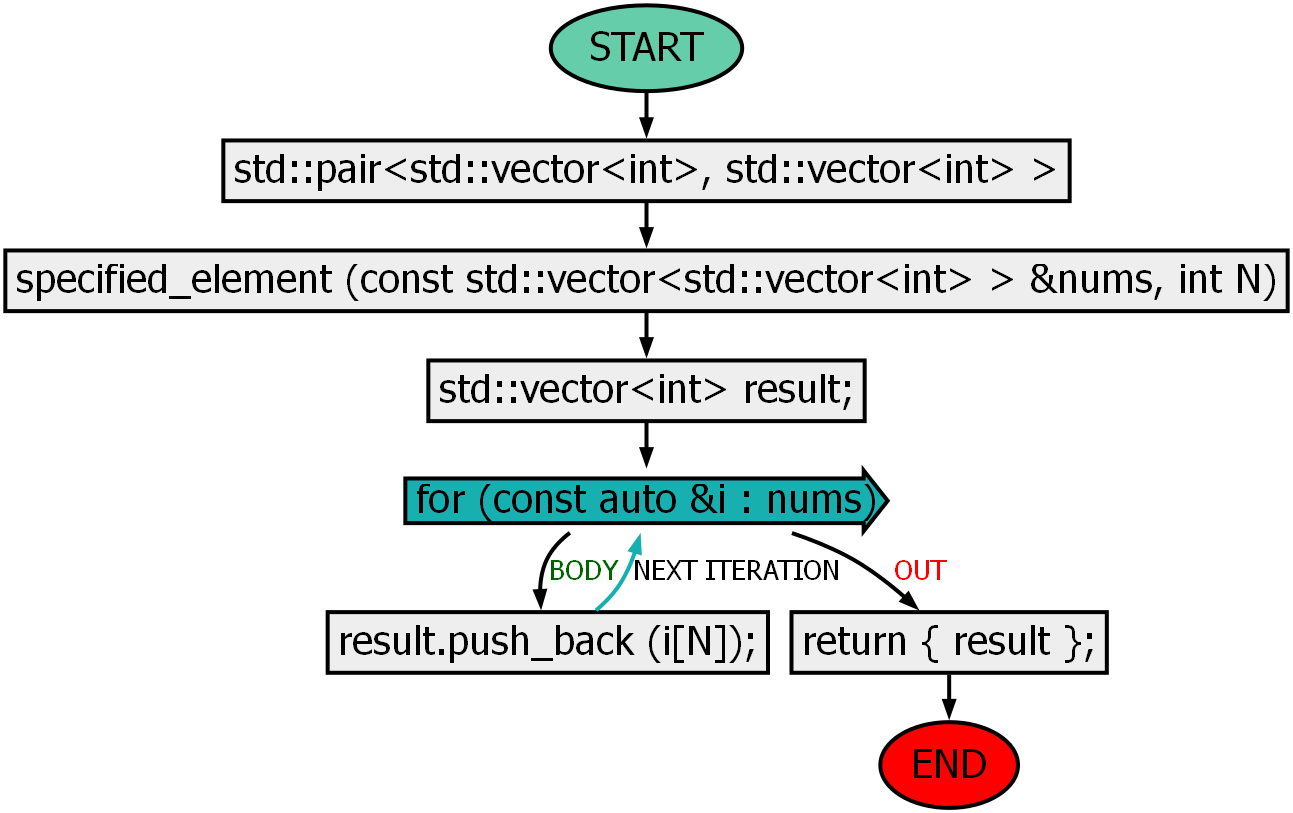 START
std::pair<std::vector<int>, std::vector<int> >
specified_element (const std::vector<std::vector<int> > &nums, int N)
std::vector<int> result;
for (const auto &i : nums)
BODY
NEXT ITERATION
OUT
result.push_back (i[N]);
return { result };
END